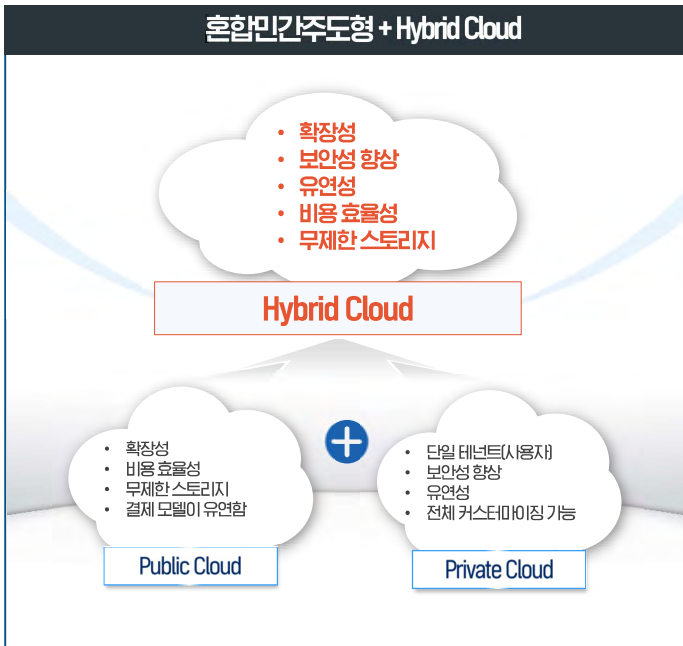 혼합민간주도형 + Hybrid Cloud
• 확장성
• 보안성 향상
• 유연성
• 비용 효율성
• 무제한 스토리지
Hybrid Cloud
• 확장성
• 비용 효율성
• 무제한 스토리지
• 결제 모델이 유연함
Public Cloud
• 단일 테넌트(사용자)
• 보안성 향상
• 유연성
• 전체 커스터마이징 가능
Private Cloud